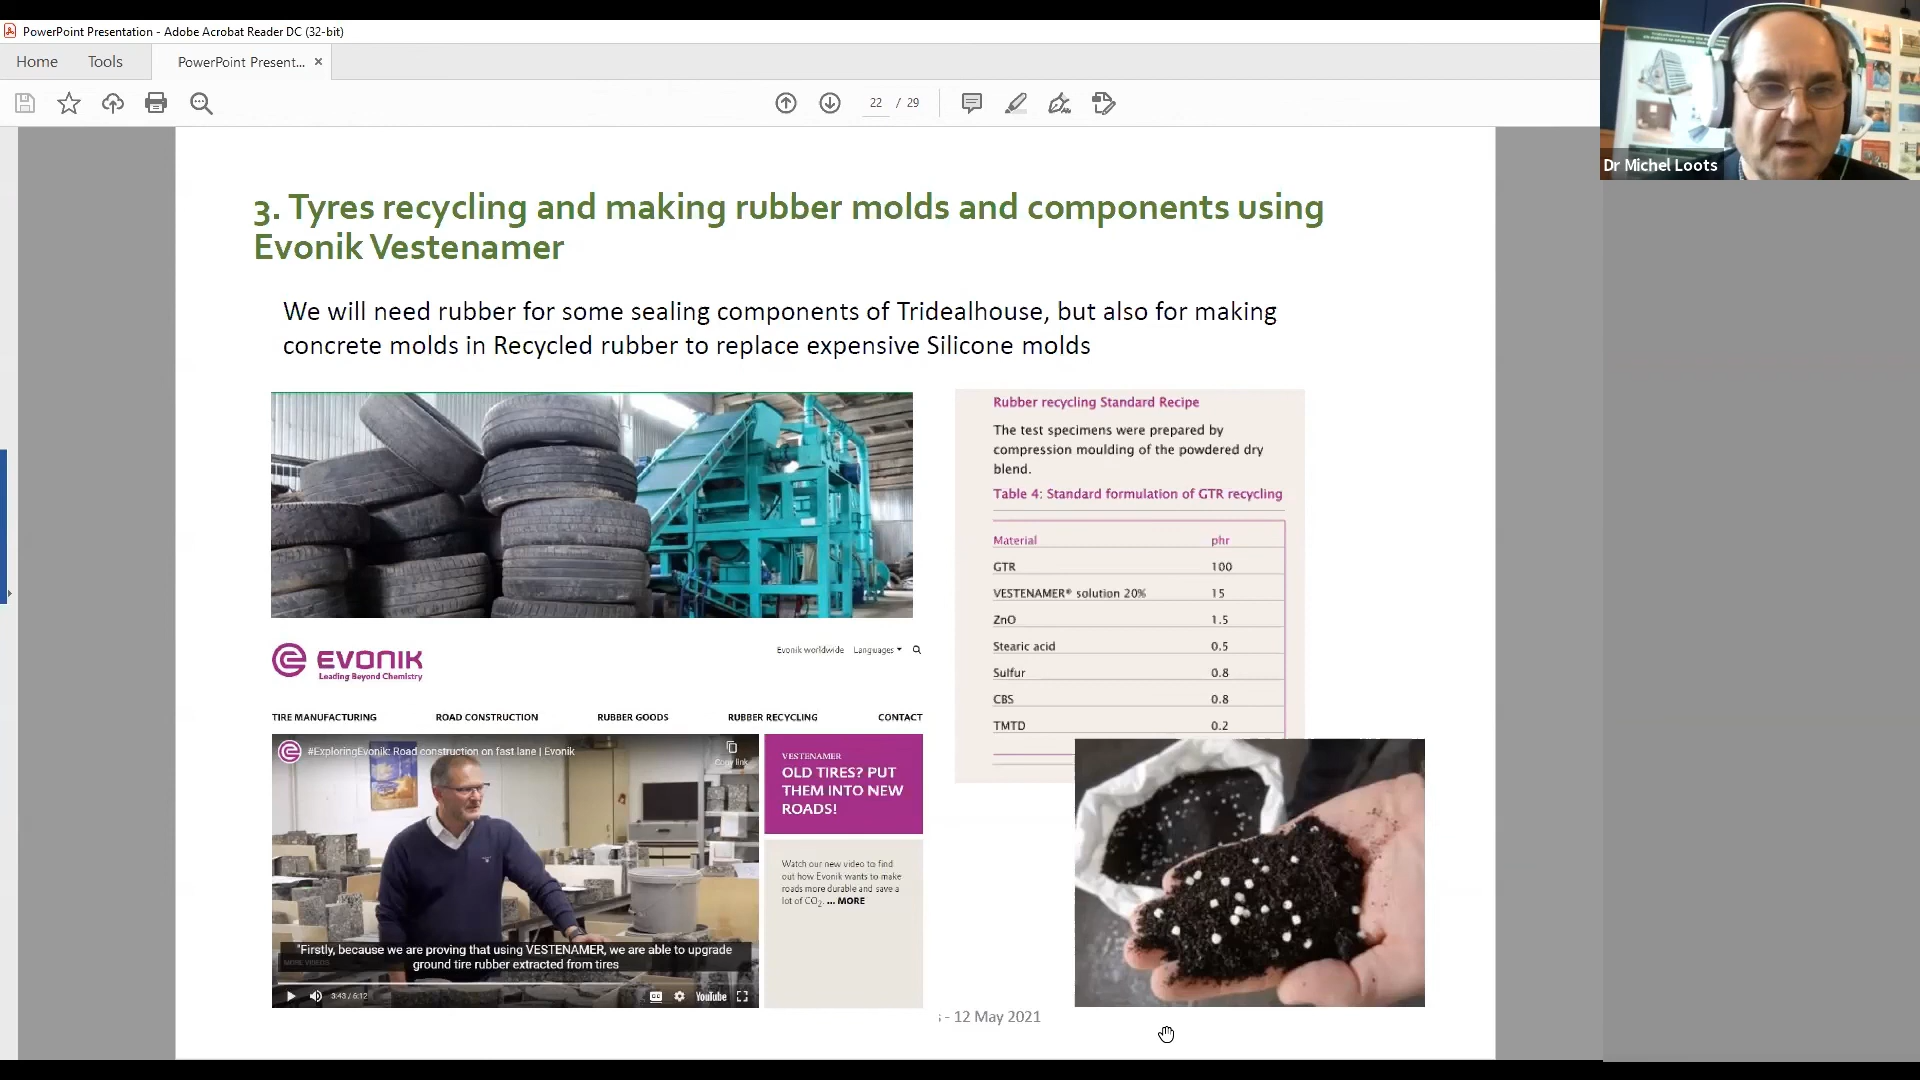 PowerPoint Presentation - Adobe Acrobat Reader DC (32-bit)
Home
Tools
PowerPoint Present...
22 / 29
Dr Michel Loots
3. Tyres recycling and making rubber molds and components using
Evonik Vestenamer
We will need rubber for some sealing components of Tridealhouse, but also for making
concrete molds in Recycled rubber to replace expensive Silicone molds
Rubber recycling Standard Recipe
The test specimens were prepared by
compression moulding of the powdered dry
blend.
Table 4: Standard formulation of GTR recycling
Material phr
GTR 100
VESTENAMER® solution 20% 15
ZnO 1.5
Stearic acid 0.5
Sulfur 0.8
CBS 0.8
TMTD 0.2
EVONIK
Leading Beyond Chemistry
Evonik worldwide Languages
TIRE MANUFACTURING ROAD CONSTRUCTION RUBBER GOODS RUBBER RECYCLING CONTACT
#ExploringEvonik: Road construction on fast lane | Evonik
Copy link
"Firstly, because we are proving that using VESTENAMER, we are able to upgrade
ground tire rubber extracted from tires
MORE VIDEOS
3:43 / 6:12
CC
YouTube
VESTENAMER
OLD TIRES? PUT
THEM INTO NEW
ROADS!
Watch our new video to find
out how Evonik wants to make
roads more durable and save a
lot of CO₂. ... MORE
- 12 May 2021